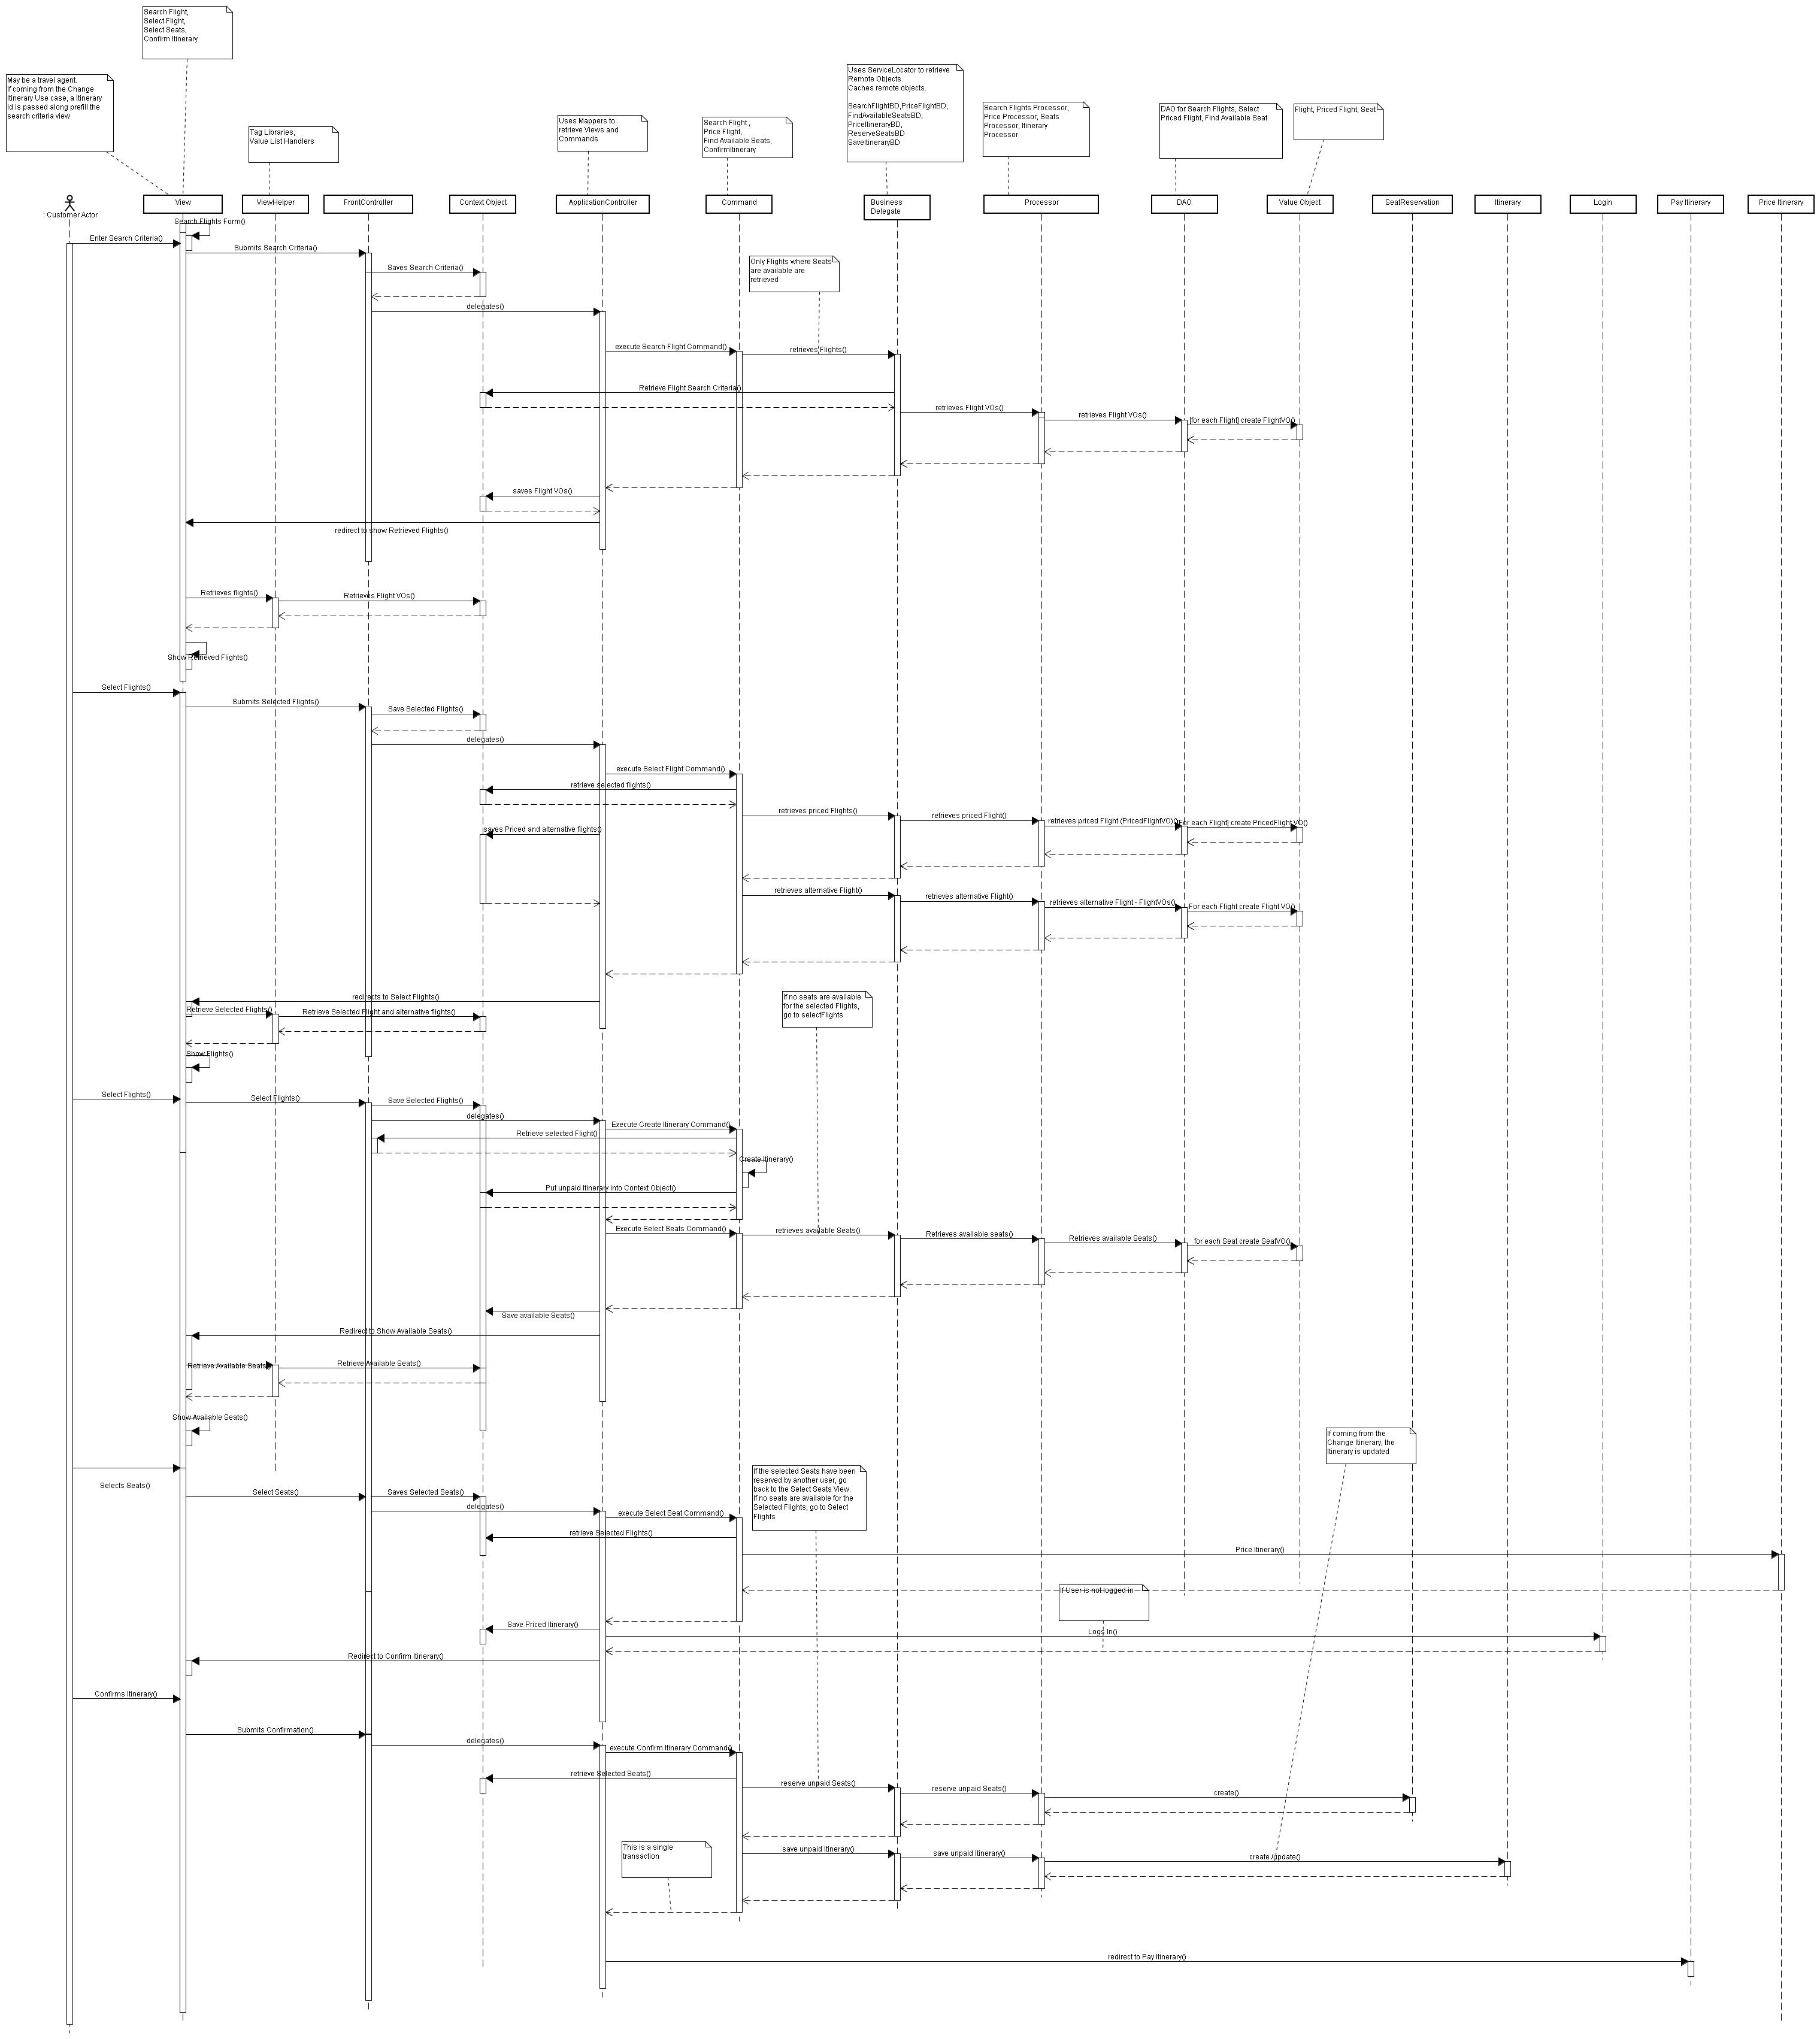 Search Flight,
Select Flight,
Select Seats,
Confirm Itinerary
May be a travel agent.
If coming from the Change
Itinerary Use case, a Itinerary
Id is passed along prefill the
search criteria view
Tag Libraries,
Value List Handlers
Uses Mappers to
retrieve Views and
Commands
Search Flight ,
Price Flight,
Find Available Seats,
ConfirmItinerary
Uses ServiceLocator to retrieve
Remote Objects.
Caches remote objects.
SearchFlightBD,PriceFlightBD,
FindAvailableSeatsBD,
PriceItineraryBD,
ReserveSeatsBD
SaveItineraryBD
Search Flights Processor,
Price Processor, Seats
Processor, Itinerary
Processor
DAO for Search Flights, Select
Priced Flight, Find Available Seat
Flight, Priced Flight, Seat
: Customer Actor
View
ViewHelper
FrontController
Context Object
ApplicationController
Command
Business
Delegate
Processor
DAO
Value Object
SeatReservation
Itinerary
Login
Pay Itinerary
Price Itinerary
Search Flights Form()
Enter Search Criteria()
Submits Search Criteria()
Saves Search Criteria()
Only Flights where Seats
are available are
retrieved
delegates()
execute Search Flight Command()
retrieves Flights()
Retrieve Flight Search Criteria()
retrieves Flight VOs()
retrieves Flight VOs()
[for each Flight] create FlightVO()
saves Flight VOs()
redirect to show Retrieved Flights()
Retrieves flights()
Retrieves Flight VOs()
Show Retrieved Flights()
Select Flights()
Submits Selected Flights()
Save Selected Flights()
delegates()
execute Select Flight Command()
retrieve selected flights()
retrieves priced Flights()
retrieves priced Flight()
retrieves priced Flight (PricedFlightVO)()
[For each Flight] create PricedFlight VO()
saves Priced and alternative flights()
retrieves alternative Flight()
retrieves alternative Flight()
retrieves alternative Flight - FlightVOs()
For each Flight create Flight VO()
redirects to Select Flights()
If no seats are available
for the selected Flights,
go to selectFlights
Retrieve Selected Flights()
Retrieve Selected Flight and alternative flights()
Show Flights()
Select Flights()
Select Flights()
Save Selected Flights()
delegates()
Execute Create Itinerary Command()
Retrieve selected Flight()
Create Itinerary()
Put unpaid Itinerary into Context Object()
Execute Select Seats Command()
retrieves available Seats()
Retrieves available seats()
Retrieves available Seats()
for each Seat create SeatVO()
Save available Seats()
Redirect to Show Available Seats()
Retrieve Available Seats()
Retrieve Available Seats()
Show Available Seats()
If coming from the
Change Itinerary, the
Itinerary is updated
If the selected Seats have been
reserved by another user, go
back to the Select Seats View.
If no seats are available for the
Selected Flights, go to Select
Flights
Selects Seats()
Select Seats()
Saves Selected Seats()
delegates()
execute Select Seat Command()
retrieve Selected Flights()
Price Itinerary()
If User is not logged in
Save Priced Itinerary()
Logs In()
Redirect to Confirm Itinerary()
Confirms Itinerary()
Submits Confirmation()
delegates()
execute Confirm Itinerary Command()
retrieve Selected Seats()
reserve unpaid Seats()
reserve unpaid Seats()
create()
This is a single
transaction
save unpaid Itinerary()
save unpaid Itinerary()
create /update()
redirect to Pay Itinerary()